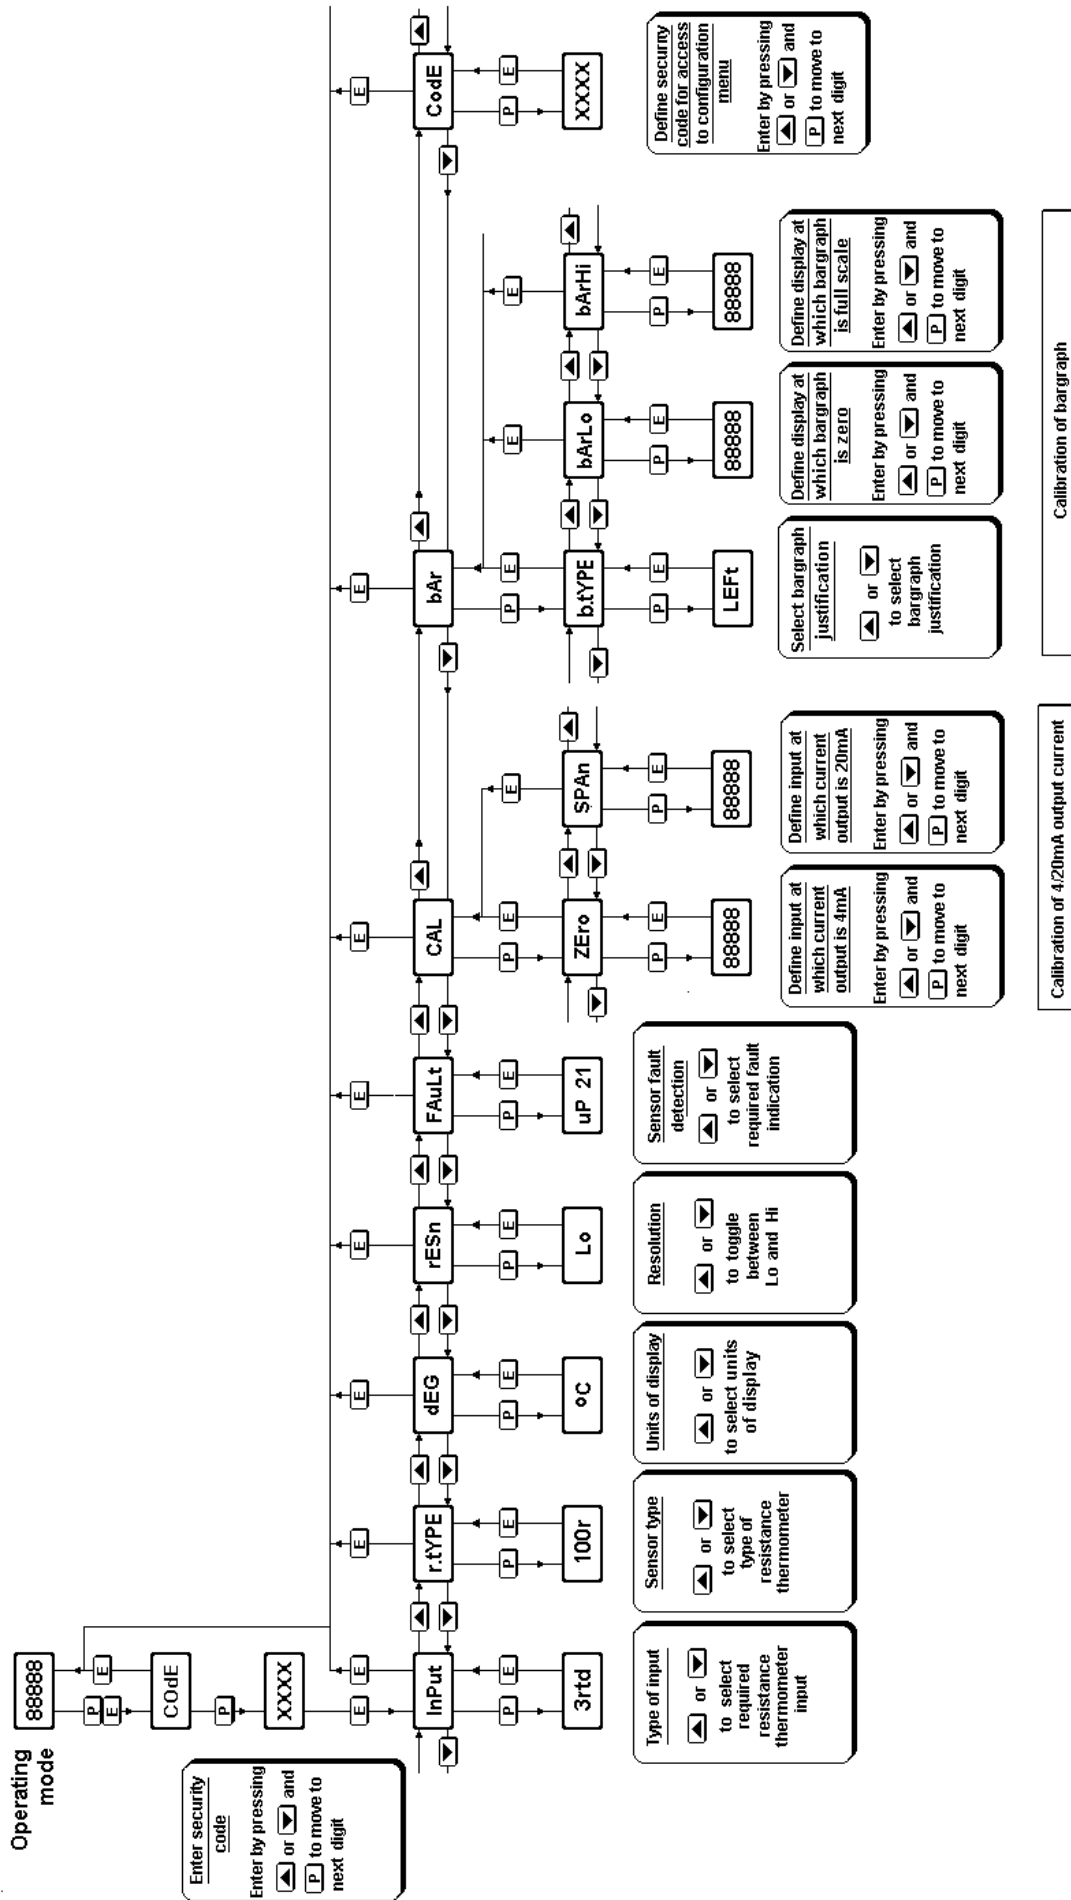 Operating
mode
88888
P
E
E
COdE
P
XXXX
Enter security
code
Enter by pressing
or and
P to move to
next digit
E
E
E
E
E
E
E
E
E
InPut
r.tYPE
dEG
rESn
FAuLt
CAL
bAr
CodE
P
E
P
E
P
E
P
E
P
E
P
E
E
P
E
E
E
P
E
3rtd
100r
ºC
Lo
uP 21
ZEro
SPAn
b.tYPE
bArLo
bArHi
XXXX
P
E
P
E
P
E
P
E
P
E
88888
88888
LEFt
88888
88888
Type of input
or
to select
required
resistance
thermometer
input
Sensor type
or
to select
type of
resistance
thermometer
Units of display
or
to select units
of display
Resolution
or
to toggle
between
Lo and Hi
Sensor fault
detection
or
to select
required fault
indication
Define input at
which current
output is 4mA
Enter by pressing
or and
P to move to
next digit
Define input at
which current
output is 20mA
Enter by pressing
or and
P to move to
next digit
Select bargraph
justification
or
to select
bargraph
justification
Define display at
which bargraph
is zero
Enter by pressing
or and
P to move to
next digit
Define display at
which bargraph
is full scale
Enter by pressing
or and
P to move to
next digit
Define security
code for access
to configuration
menu
Enter by pressing
or and
P to move to
next digit
Calibration of 4/20mA output current
Calibration of bargraph